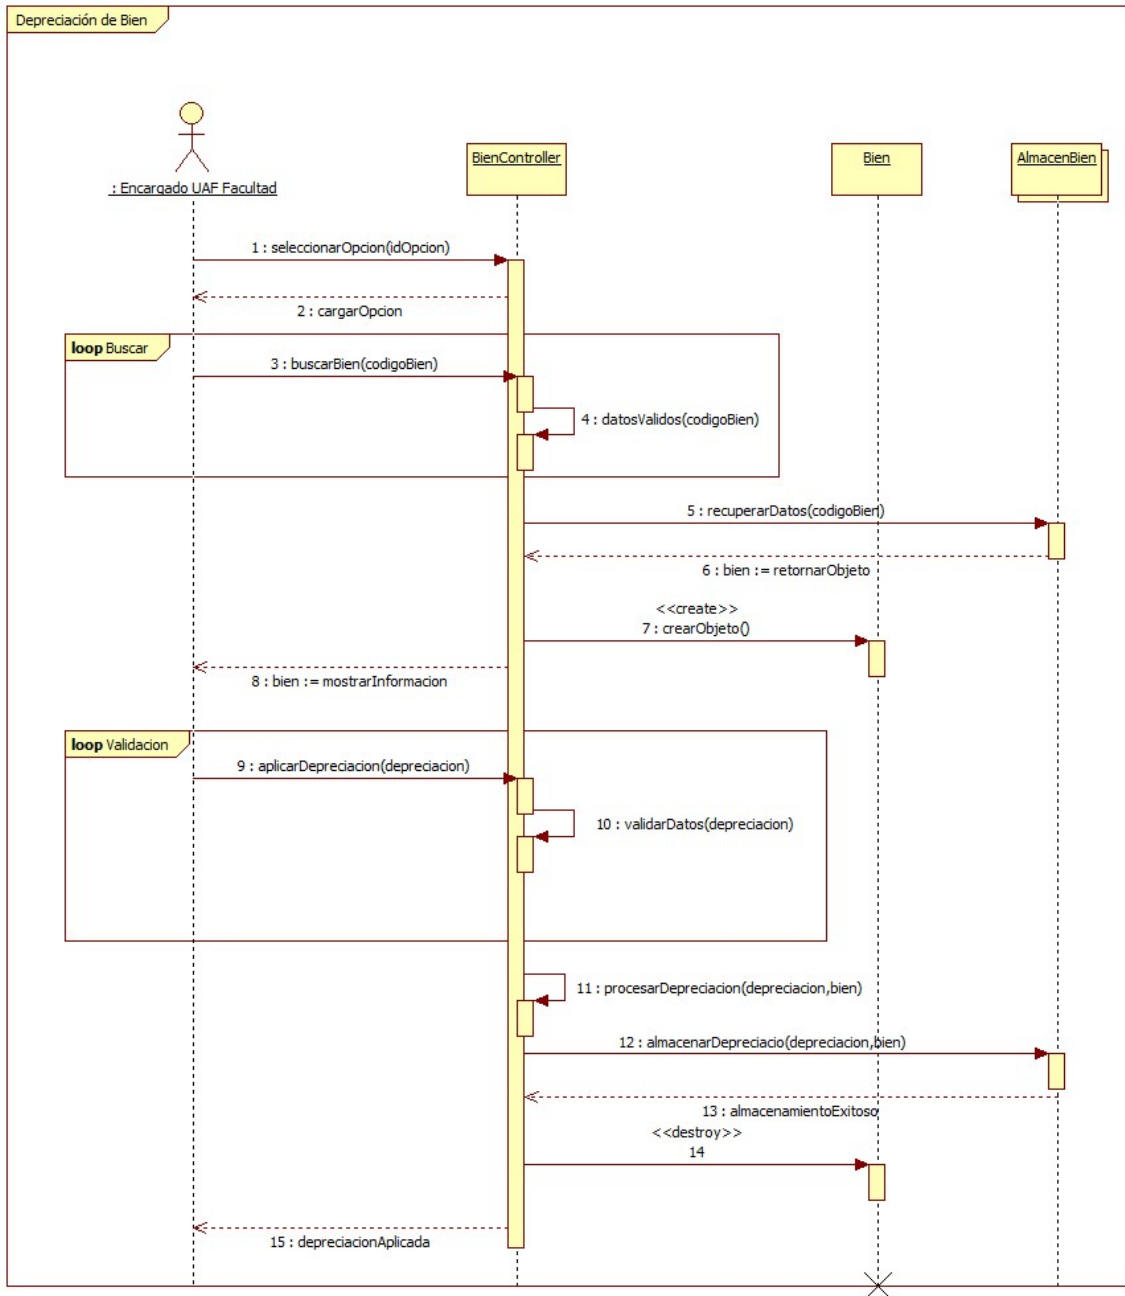 Depreciación de Bien
: Encargado UAF Facultad
BienController
Bien
AlmacenBien
1 : seleccionarOpcion(idOpcion)
2 : cargarOpcion
loop Buscar
3 : buscarBien(codigoBien)
4 : datosValidos(codigoBien)
5 : recuperarDatos(codigoBien)
6 : bien := retornarObjeto
<<create>>
7 : crearObjeto()
8 : bien := mostrarInformacion
loop Validacion
9 : aplicarDepreciacion(depreciacion)
10 : validarDatos(depreciacion)
11 : procesarDepreciacion(depreciacion,bien)
12 : almacenarDepreciacio(depreciacion,bien)
13 : almacenamientoExitoso
<<destroy>>
14
15 : depreciacionAplicada